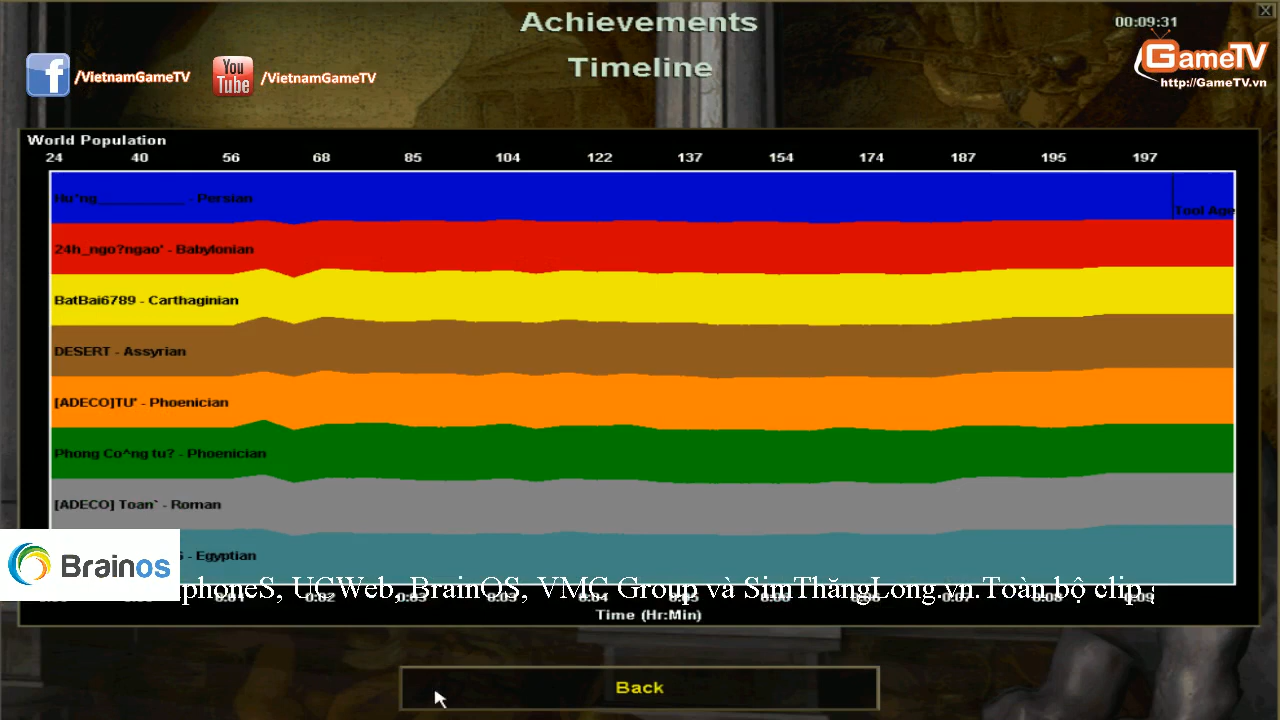 Achievements
00:09:31
Timeline
/VietnamGameTV
You Tube /VietnamGameTV
GameTV
http://GameTV.vn
World Population
24 40 56 68 85 104 122 137 154 174 187 195 197
Hu*ng____________ - Persian
Tool Age
24h_ngo?ngao' - Babylonian
BatBai6789 - Carthaginian
DESERT - Assyrian
[ADECO]TU' - Phoenician
Phong Co^ng tu? - Phoenician
[ADECO] Toan` - Roman
- Egyptian
Brainos
iphoneS, UCWeb, BrainOS, VMG Group và SimThăngLong.vn.Toàn bộ clip
Time (Hr:Min)
Back